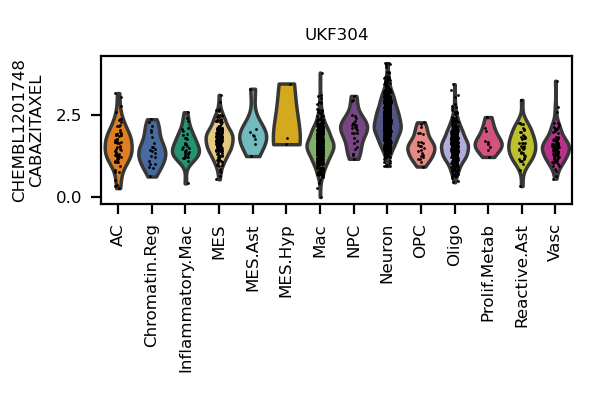 UKF304
CHEMBL1201748
CABAZITAXEL
2.5
0.0
AC
Chromatin.Reg
Inflammatory.Mac
MES
MES.Ast
MES.Hyp
Mac
NPC
Neuron
OPC
Oligo
Prolif.Metab
Reactive.Ast
Vasc